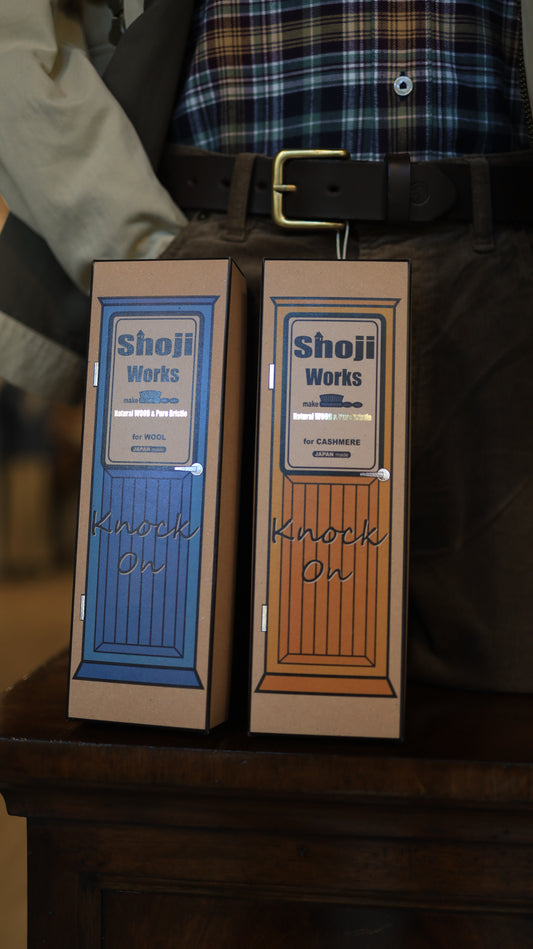 Shoji
Works
make
Natural WOOD & Pure Bristle
for WOOL
JAPAN made
Knock
On
Shoji
Works
make
Natural WOOD & Pure Bristle
for CASHMERE
JAPAN made
Knock
On